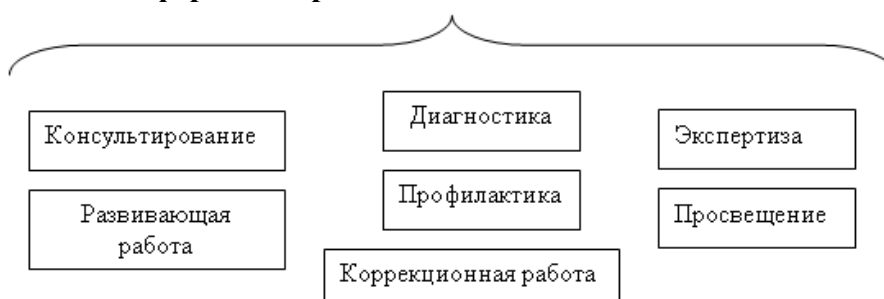 Консультирование
Диагностика
Экспертиза
Развивающая
работа
Профилактика
Просвещение
Коррекционная работа